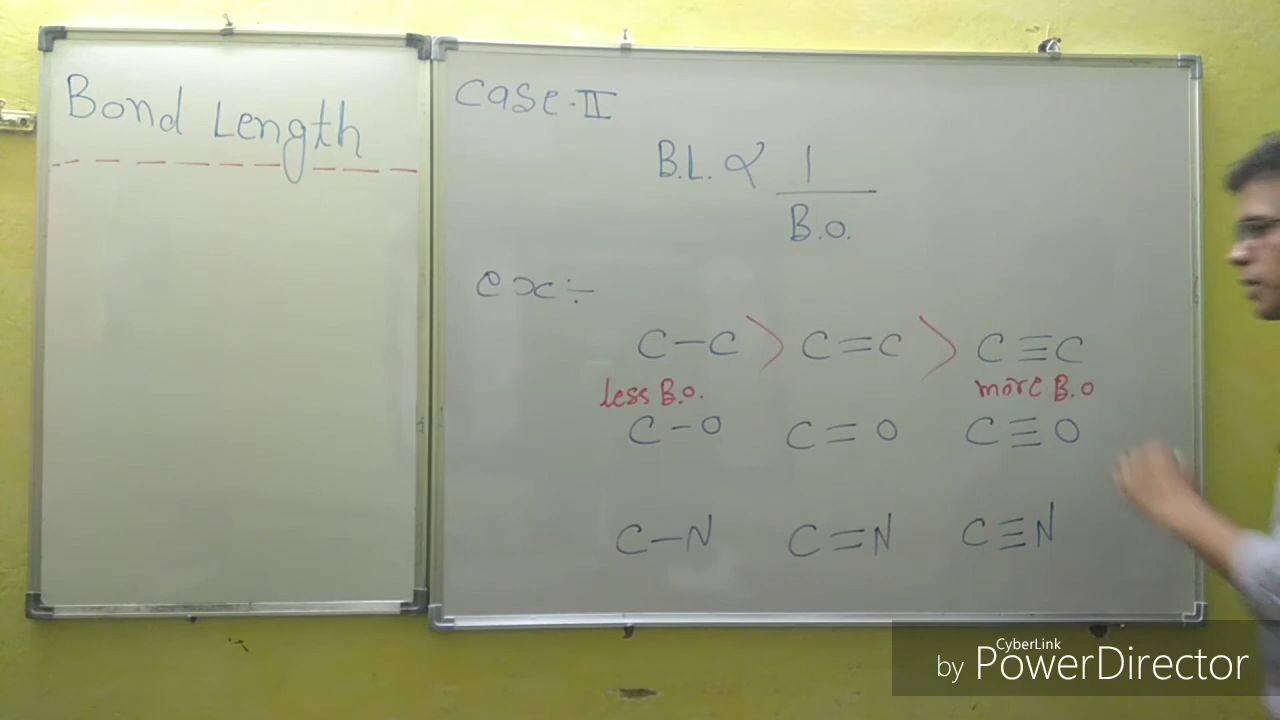 Bond Length
Case-II
B.L. ∝ 1
B.O.
ex:-
C-C > C=C > C≡C
less B.O. more B.O
C-O C=O C≡O
C-N C=N C≡N
CyberLink
by PowerDirector